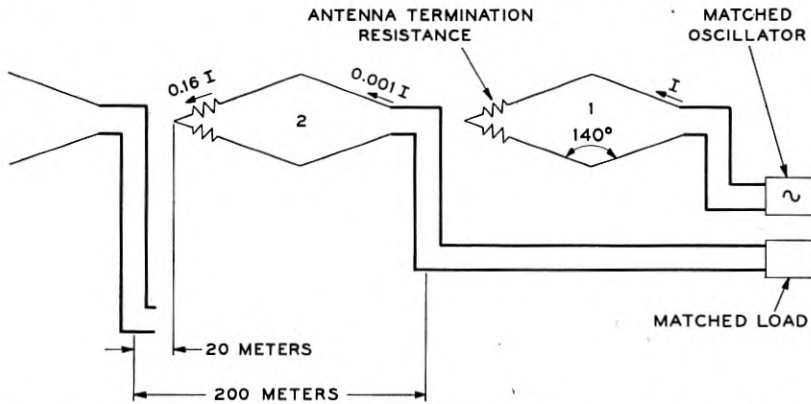 ANTENNA TERMINATION
RESISTANCE
MATCHED
OSCILLATOR
0.16 I
0.001 I
I
2
1
140°
~
MATCHED LOAD
20 METERS
200 METERS